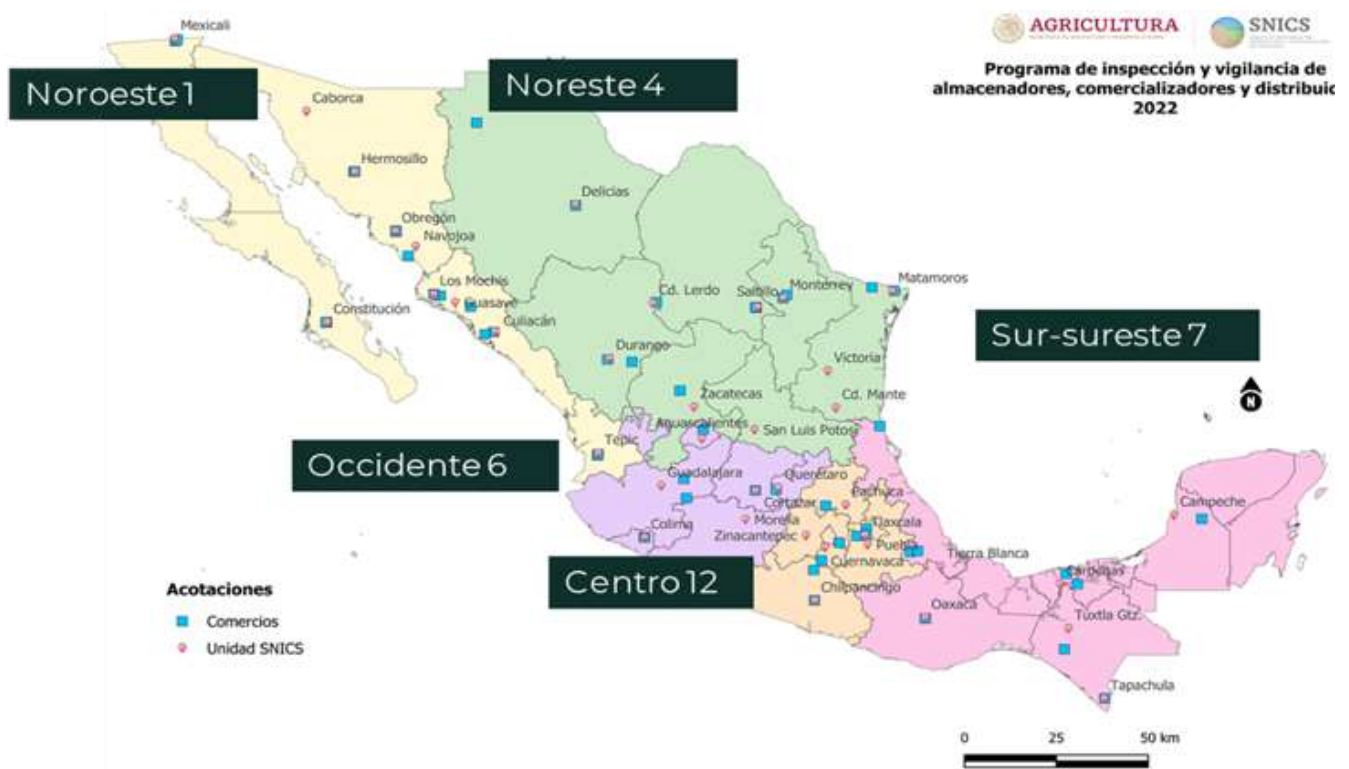 AGRICULTURA
SNICS
Programa de inspección y vigilancia de
almacenadores, comercializadores y distribuid
2022
Noroeste 1
Noreste 4
Sur-sureste 7
Occidente 6
Centro 12
Mexicali
Caborca
Hermosillo
Delicias
Obregón
Navojoa
Los Mochis
Guasave
Culiacán
Constitución
Cd. Lerdo
Saltillo
Monterrey
Matamoros
Durango
Victoria
Zacatecas
Cd. Mante
Aguascalientes
San Luis Potosí
Tepic
Guadalajara
Querétaro
Cortazar
Pachuca
Campeche
Colima
Morelia
Tlaxcala
Zinacantepec
Puebla
Tierra Blanca
Cuernavaca
Cárdenas
Chilpancingo
Oaxaca
Tuxtla Gtz.
Tapachula
N
Acotaciones
Comercios
Unidad SNICS
0 25 50 km